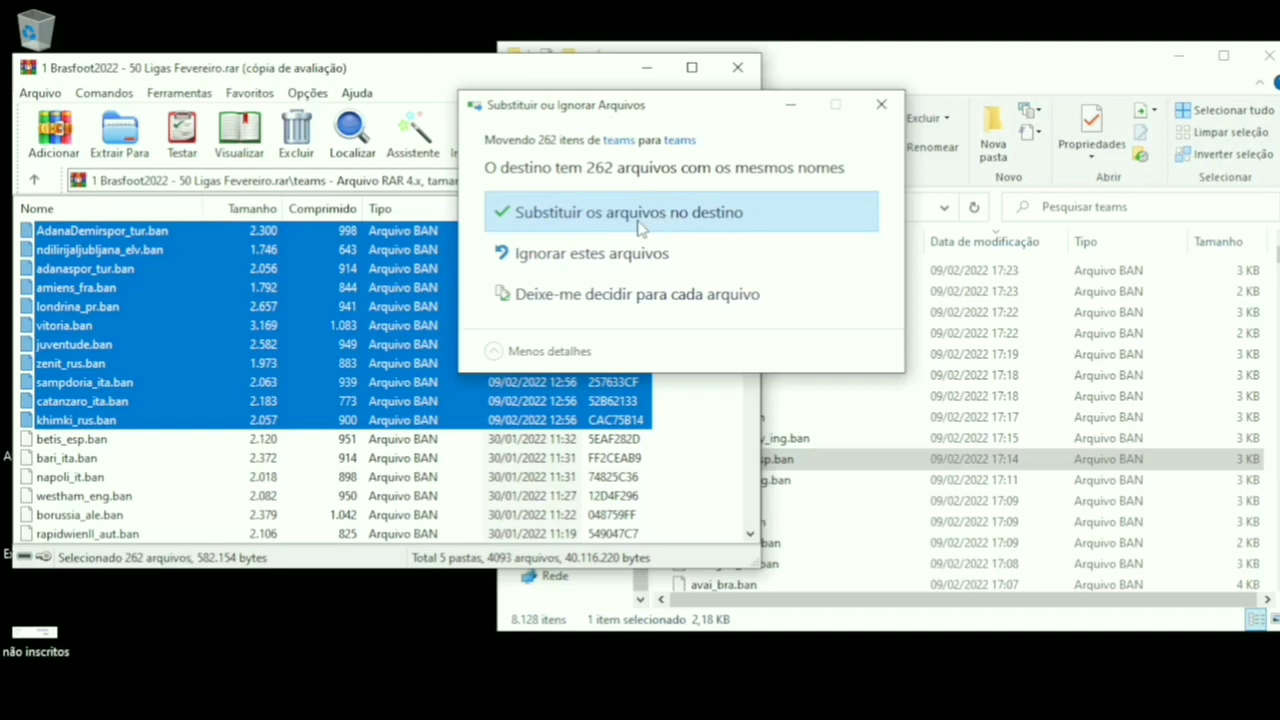 1 Brasfoot2022 - 50 Ligas Fevereiro.rar (cópia de avaliação)
Arquivo Comandos Ferramentas Favoritos Opções Ajuda
Adicionar Extrair Para Testar Visualizar Excluir Localizar Assistente
1 Brasfoot2022 - 50 Ligas Fevereiro.rar\teams - Arquivo RAR 4.x, tamar
Nome Tamanho Comprimido Tipo
AdanaDemirspor_tur.ban 2.300 998 Arquivo BAN
ndilirijaljubljana_elv.ban 1.746 643 Arquivo BAN
adanaspor_tur.ban 2.056 914 Arquivo BAN
amiens_fra.ban 1.792 844 Arquivo BAN
londrina_pr.ban 2.657 941 Arquivo BAN
vitoria.ban 3.169 1.083 Arquivo BAN
juventude.ban 2.582 949 Arquivo BAN
zenit_rus.ban 1.973 883 Arquivo BAN
sampdoria_ita.ban 2.063 939 Arquivo BAN 09/02/2022 12:56 257633CF
catanzaro_ita.ban 2.183 773 Arquivo BAN 09/02/2022 12:56 52B62133
khimki_rus.ban 2.057 900 Arquivo BAN 09/02/2022 12:56 CAC75B14
betis_esp.ban 2.120 951 Arquivo BAN 30/01/2022 11:32 5EAF282D
bari_ita.ban 2.372 914 Arquivo BAN 30/01/2022 11:31 FF2CEAB9
napoli_it.ban 2.018 898 Arquivo BAN 30/01/2022 11:31 74825C36
westham_eng.ban 2.082 950 Arquivo BAN 30/01/2022 11:27 12D4F296
borussia_ale.ban 2.379 1.042 Arquivo BAN 30/01/2022 11:22 048759FF
rapidwienll_aut.ban 2.106 825 Arquivo BAN 30/01/2022 11:19 549047C7
Selecionado 262 arquivos, 582.154 bytes Total 5 pastas, 4093 arquivos, 40.116.220 bytes
Substituir ou Ignorar Arquivos
Movendo 262 itens de teams para teams
O destino tem 262 arquivos com os mesmos nomes
Substituir os arquivos no destino
Ignorar estes arquivos
Deixe-me decidir para cada arquivo
Menos detalhes
Excluir
Renomear
Nova pasta
Propriedades
Selecionar tudo
Limpar seleção
Inverter seleção
Novo Abrir Selecionar
Pesquisar teams
Data de modificação Tipo Tamanho
09/02/2022 17:23 Arquivo BAN 3 KB
09/02/2022 17:23 Arquivo BAN 2 KB
09/02/2022 17:22 Arquivo BAN 3 KB
09/02/2022 17:22 Arquivo BAN 2 KB
09/02/2022 17:19 Arquivo BAN 3 KB
09/02/2022 17:18 Arquivo BAN 3 KB
09/02/2022 17:18 Arquivo BAN 3 KB
09/02/2022 17:17 Arquivo BAN 3 KB
_ing.ban 09/02/2022 17:15 Arquivo BAN 3 KB
sp.ban 09/02/2022 17:14 Arquivo BAN 3 KB
g.ban 09/02/2022 17:11 Arquivo BAN 3 KB
09/02/2022 17:09 Arquivo BAN 3 KB
09/02/2022 17:09 Arquivo BAN 3 KB
ban 09/02/2022 17:09 Arquivo BAN 2 KB
.ban 09/02/2022 17:08 Arquivo BAN 3 KB
avai_bra.ban 09/02/2022 17:07 Arquivo BAN 4 KB
Rede
8.128 itens 1 item selecionado 2,18 KB
não inscritos